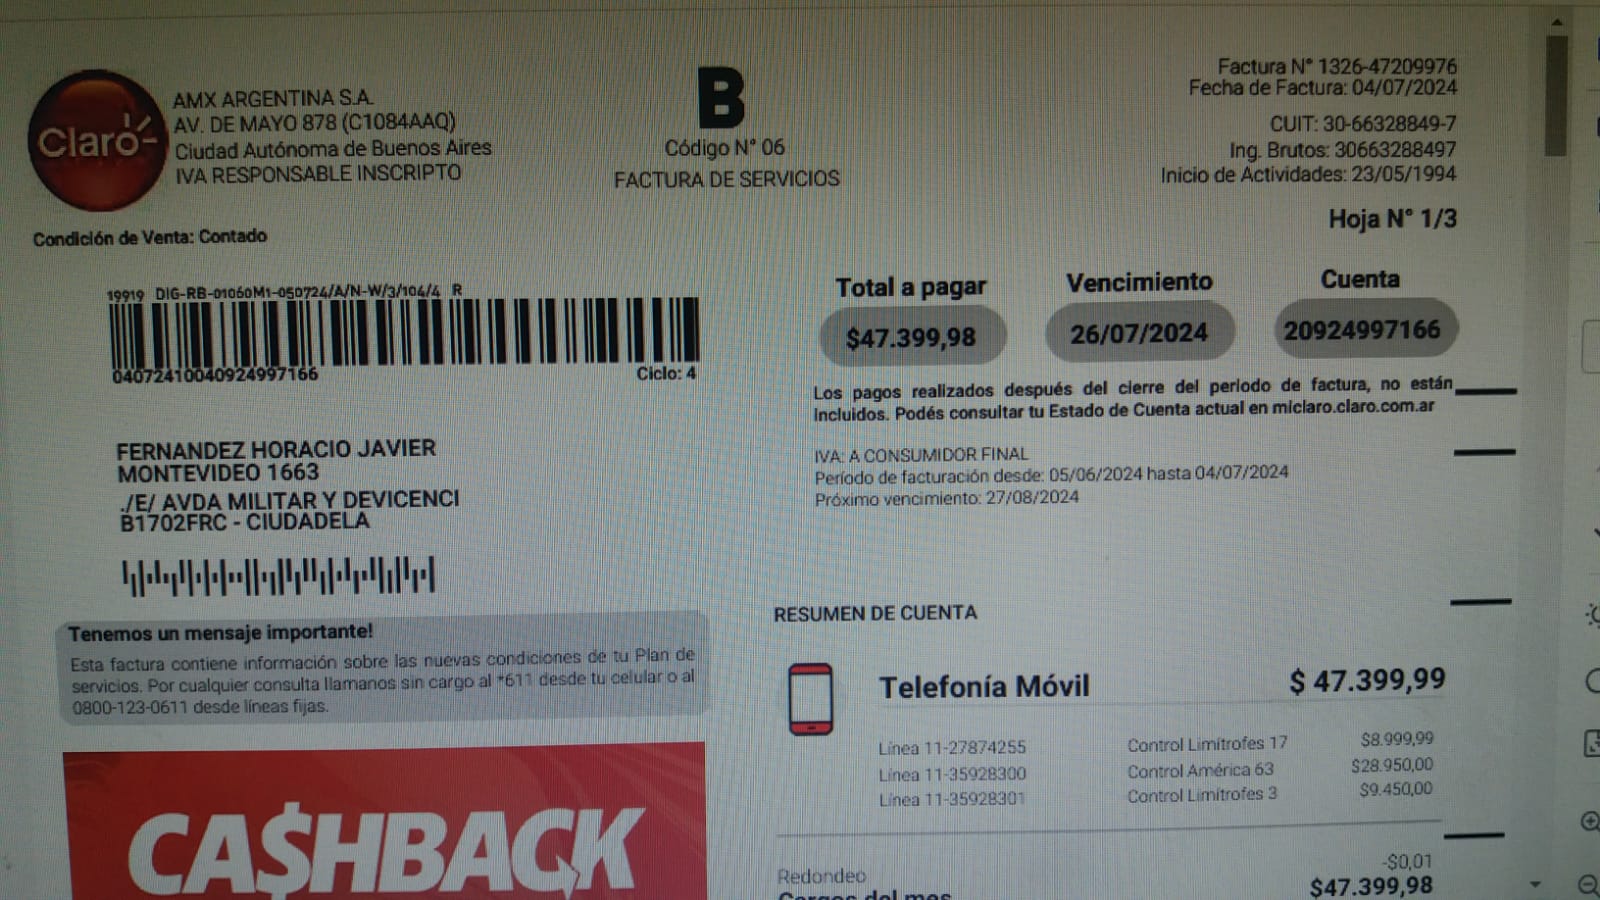 Claro
AMX ARGENTINA S.A.
AV. DE MAYO 878 (C1084AAQ)
Ciudad Autónoma de Buenos Aires
IVA RESPONSABLE INSCRIPTO
Condición de Venta: Contado
B
Código N° 06
FACTURA DE SERVICIOS
Factura N° 1326-47209976
Fecha de Factura: 04/07/2024
CUIT: 30-66328849-7
Ing. Brutos: 30663288497
Inicio de Actividades: 23/05/1994
Hoja N° 1/3
19919 DIG-RB-01060M1-050724/A/N-W/3/104/4 R
04072410040924997166
Ciclo: 4
Total a pagar
$47.399,98
Vencimiento
26/07/2024
Cuenta
20924997166
Los pagos realizados después del cierre del periodo de factura, no están
incluidos. Podés consultar tu Estado de Cuenta actual en miclaro.claro.com.ar
FERNANDEZ HORACIO JAVIER
MONTEVIDEO 1663
./E/ AVDA MILITAR Y DEVICENCI
B1702FRC - CIUDADELA
IVA: A CONSUMIDOR FINAL
Período de facturación desde: 05/06/2024 hasta 04/07/2024
Próximo vencimiento: 27/08/2024
Tenemos un mensaje importante!
Esta factura contiene información sobre las nuevas condiciones de tu Plan de
servicios. Por cualquier consulta llamanos sin cargo al *611 desde tu celular o al
0800-123-0611 desde líneas fijas.
CA$HBACK
RESUMEN DE CUENTA
Telefonía Móvil $ 47.399,99
Línea 11-27874255 Control Limítrofes 17 $8.999,99
Línea 11-35928300 Control América 63 $28.950,00
Línea 11-35928301 Control Limítrofes 3 $9.450,00
Redondeo -$0,01
Cargos del mes $47.399,98